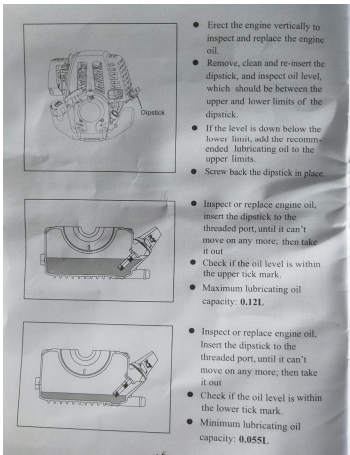 ● Erect the engine vertically to
inspect and replace the engine
oil.
● Remove, clean and re-insert the
dipstick, and inspect oil level,
which should be between the
upper and lower limits of the
dipstick.
Dipstick
● If the level is down below the
lower limit, add the recomm-
ended lubricating oil to the
upper limits.
● Screw back the dipstick in place.
● Inspect or replace engine oil,
insert the dipstick to the
threaded port, until it can't
move on any more; then take
it out
● Check if the oil level is within
the upper tick mark.
● Maximum lubricating oil
capacity: 0.12L
● Inspect or replace engine oil,
Insert the dipstick to the
threaded port, until it can't
move on any more; then take
it out
● Check if the oil level is within
the lower tick mark.
● Minimum lubricating oil
capacity: 0.055L